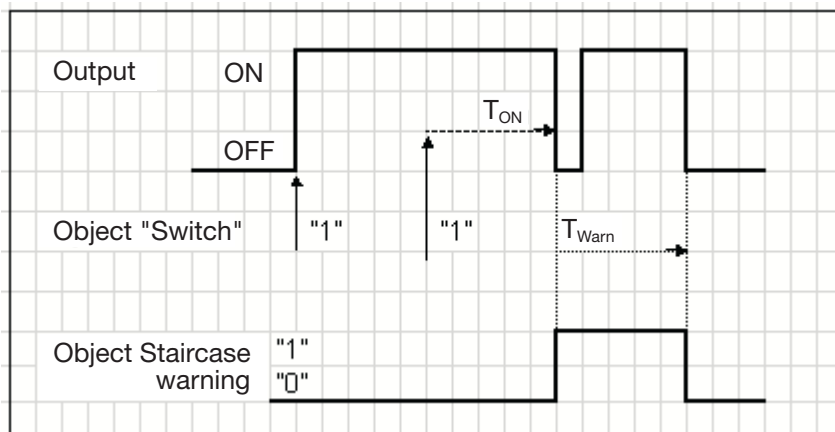 Output ON
T_ON
OFF
Object "Switch" "1" "1"
T_Warn
Object Staircase "1"
warning "0"